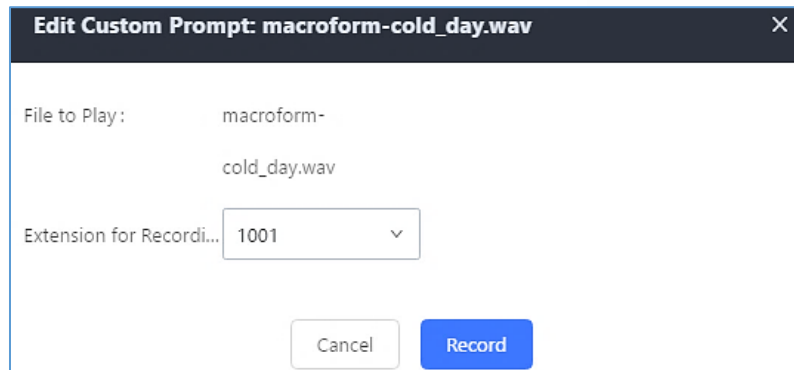 Edit Custom Prompt: macroform-cold_day.wav
File to Play : macroform-
cold_day.wav
Extension for Recordi... 1001
Cancel Record